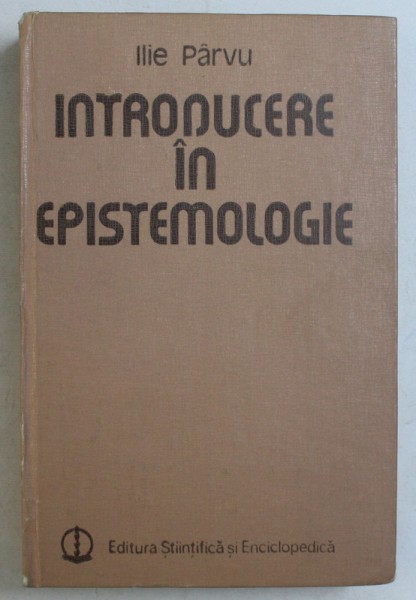 Ilie Pârvu
INTRODUCERE
ÎN
EPISTEMOLOGIE
Editura Științifică și Enciclopedică